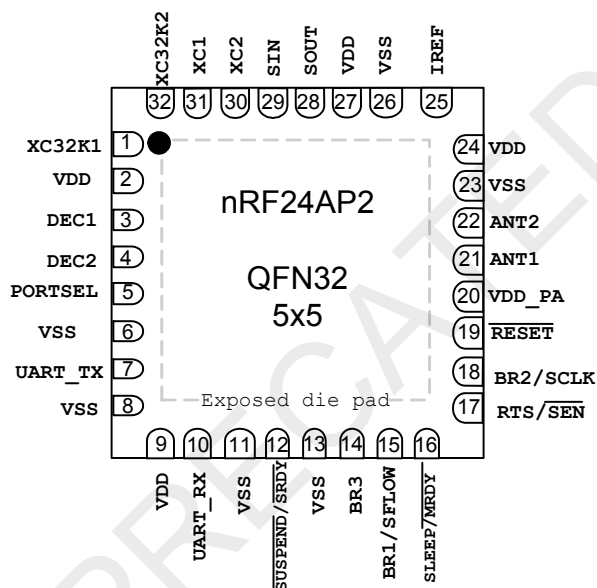 XC32K2
XC1
XC2
SIN
SOUT
VDD
VSS
IREF
32 31 30 29 28 27 26 25
XC32K1 1
VDD 2
DEC1 3
DEC2 4
PORTSEL 5
VSS 6
UART_TX 7
VSS 8
nRF24AP2
QFN32
5x5
Exposed die pad
24 VDD
23 VSS
22 ANT2
21 ANT1
20 VDD_PA
19 RESET
18 BR2/SCLK
17 RTS/SEN
9 10 11 12 13 14 15 16
VDD
UART_RX
VSS
SUSPEND/SRDY
VSS
BR3
BR1/SFLOW
SLEEP/MRDY
PRECATED